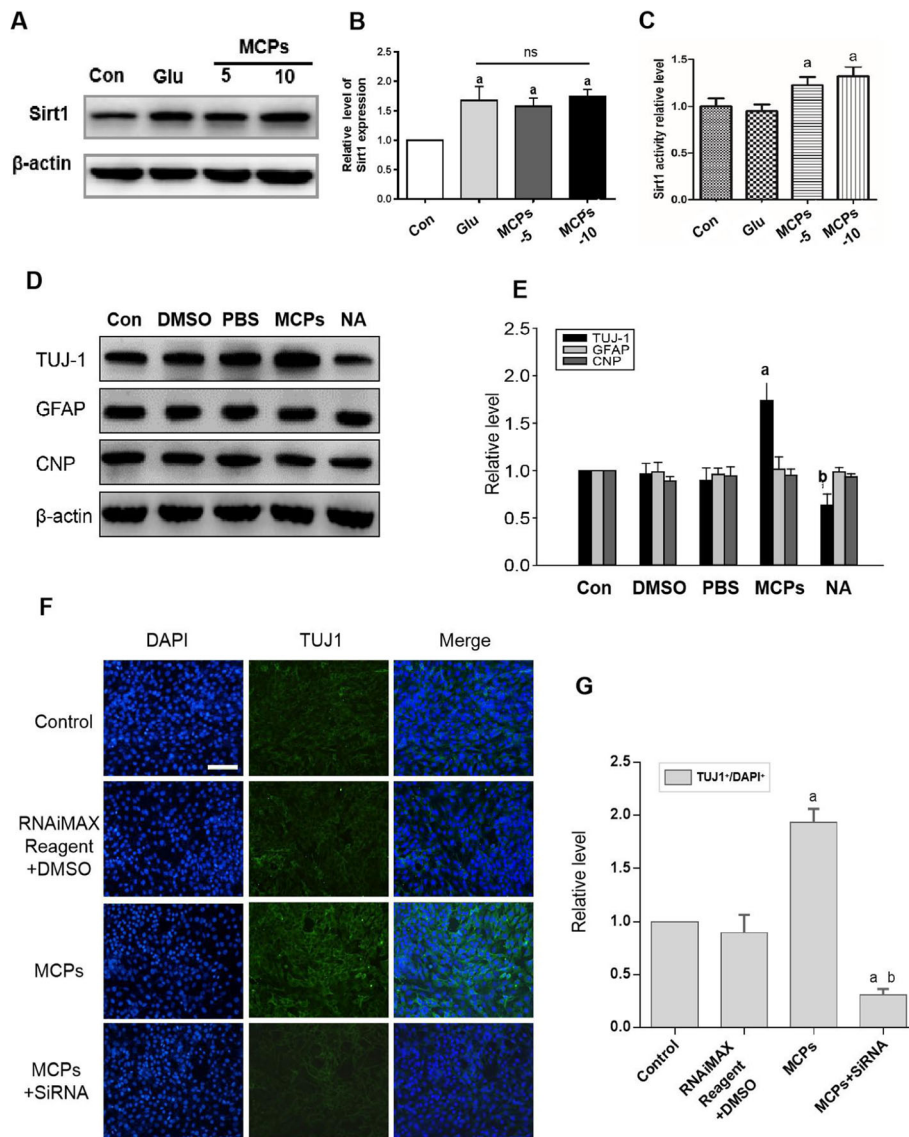 A
MCPs
Con Glu 5 10
Sirt1
β-actin
B
ns
a a a
Relative level of
Sirt1 expression
2.5
2.0
1.5
1.0
0.5
0.0
Con Glu MCPs
-5 MCPs
-10
C
a a
Sirt1 activity relative level
1.5
1.0
0.5
0.0
Con Glu MCPs
-5 MCPs
-10
D
Con DMSO PBS MCPs NA
TUJ-1
GFAP
CNP
β-actin
E
TUJ-1
GFAP
CNP
a
b
Relative level
2.5
2.0
1.5
1.0
0.5
0.0
Con DMSO PBS MCPs NA
F
DAPI TUJ1 Merge
Control
RNAiMAX
Reagent
+DMSO
MCPs
MCPs
+SiRNA
G
TUJ1⁺/DAPI⁺
a
a b
Relative level
2.5
2.0
1.5
1.0
0.5
0.0
Control
RNAiMAX
Reagent
+DMSO
MCPs
MCPs+SiRNA